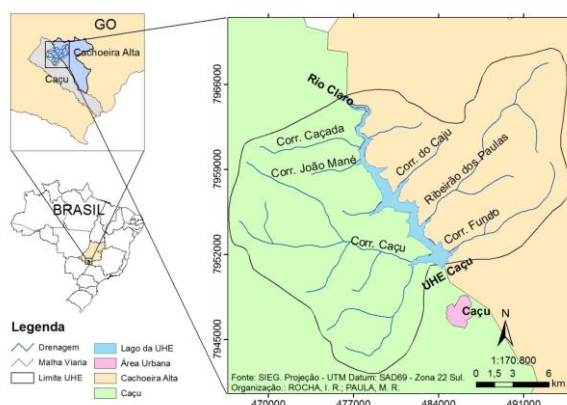 GO
Cachoeira Alta
Caçu
BRASIL
Legenda
Drenagem
Malha Viaria
Limite UHE
Lago da UHE
Área Urbana
Cachoeira Alta
Caçu
7966000
7959000
7952000
7945000
Rio Claro
Corr. Caçada
Corr. do Caju
Corr. João Mané
Ribeirão dos Paulas
Corr. Fundo
Corr. Caçu
UHE Caçu
Caçu
N
1:170.800
0 1,5 3 6
km
Fonte: SIEG. Projeção - UTM Datum: SAD69 - Zona 22 Sul.
Organização.: ROCHA, I. R.; PAULA, M. R.
470000 477000 484000 491000